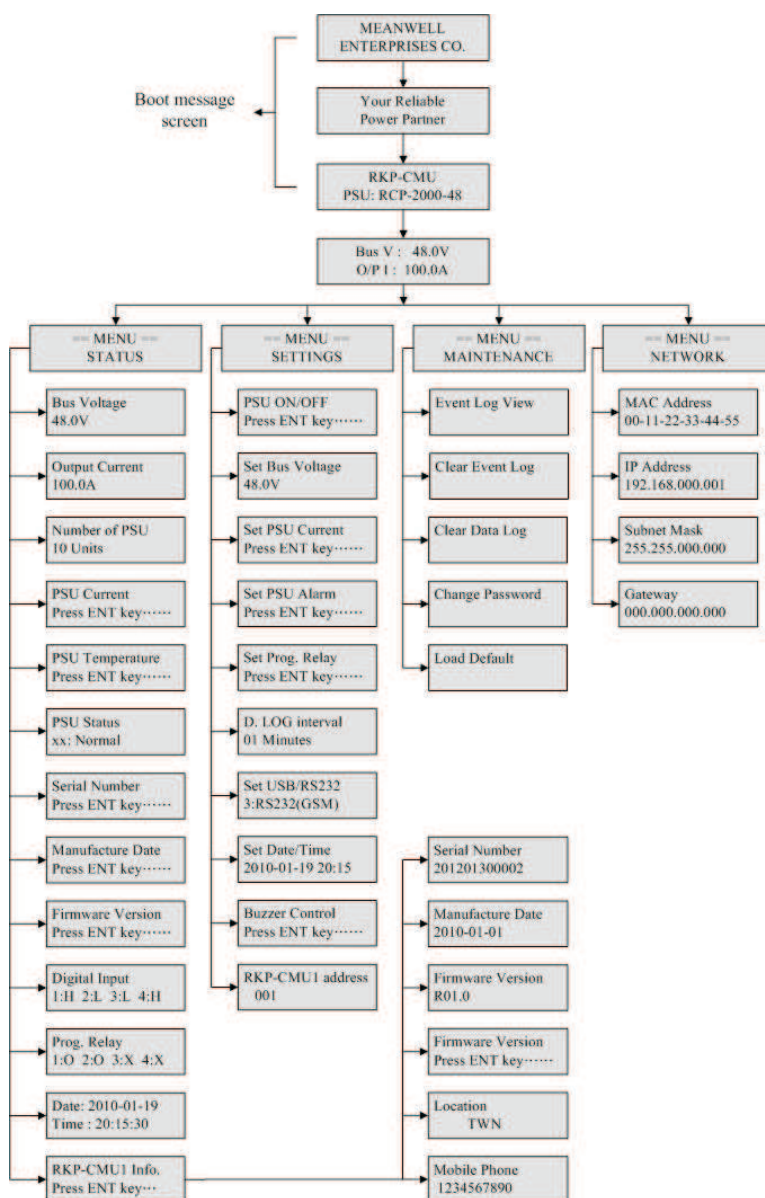 MEANWELL
ENTERPRISES CO.
Boot message
screen
Your Reliable
Power Partner
RKP-CMU
PSU: RCP-2000-48
Bus V : 48.0V
O/P I : 100.0A
== MENU ==
STATUS
Bus Voltage
48.0V
Output Current
100.0A
Number of PSU
10 Units
PSU Current
Press ENT key······
PSU Temperature
Press ENT key······
PSU Status
xx: Normal
Serial Number
Press ENT key······
Manufacture Date
Press ENT key······
Firmware Version
Press ENT key······
Digital Input
1:H 2:L 3:L 4:H
Prog. Relay
1:O 2:O 3:X 4:X
Date: 2010-01-19
Time : 20:15:30
RKP-CMU1 Info.
Press ENT key···
== MENU ==
SETTINGS
PSU ON/OFF
Press ENT key······
Set Bus Voltage
48.0V
Set PSU Current
Press ENT key······
Set PSU Alarm
Press ENT key······
Set Prog. Relay
Press ENT key······
D. LOG interval
01 Minutes
Set USB/RS232
3:RS232(GSM)
Set Date/Time
2010-01-19 20:15
Buzzer Control
Press ENT key······
RKP-CMU1 address
001
== MENU ==
MAINTENANCE
Event Log View
Clear Event Log
Clear Data Log
Change Password
Load Default
Serial Number
201201300002
Manufacture Date
2010-01-01
Firmware Version
R01.0
Firmware Version
Press ENT key······
Location
TWN
Mobile Phone
1234567890
== MENU ==
NETWORK
MAC Address
00-11-22-33-44-55
IP Address
192.168.000.001
Subnet Mask
255.255.000.000
Gateway
000.000.000.000